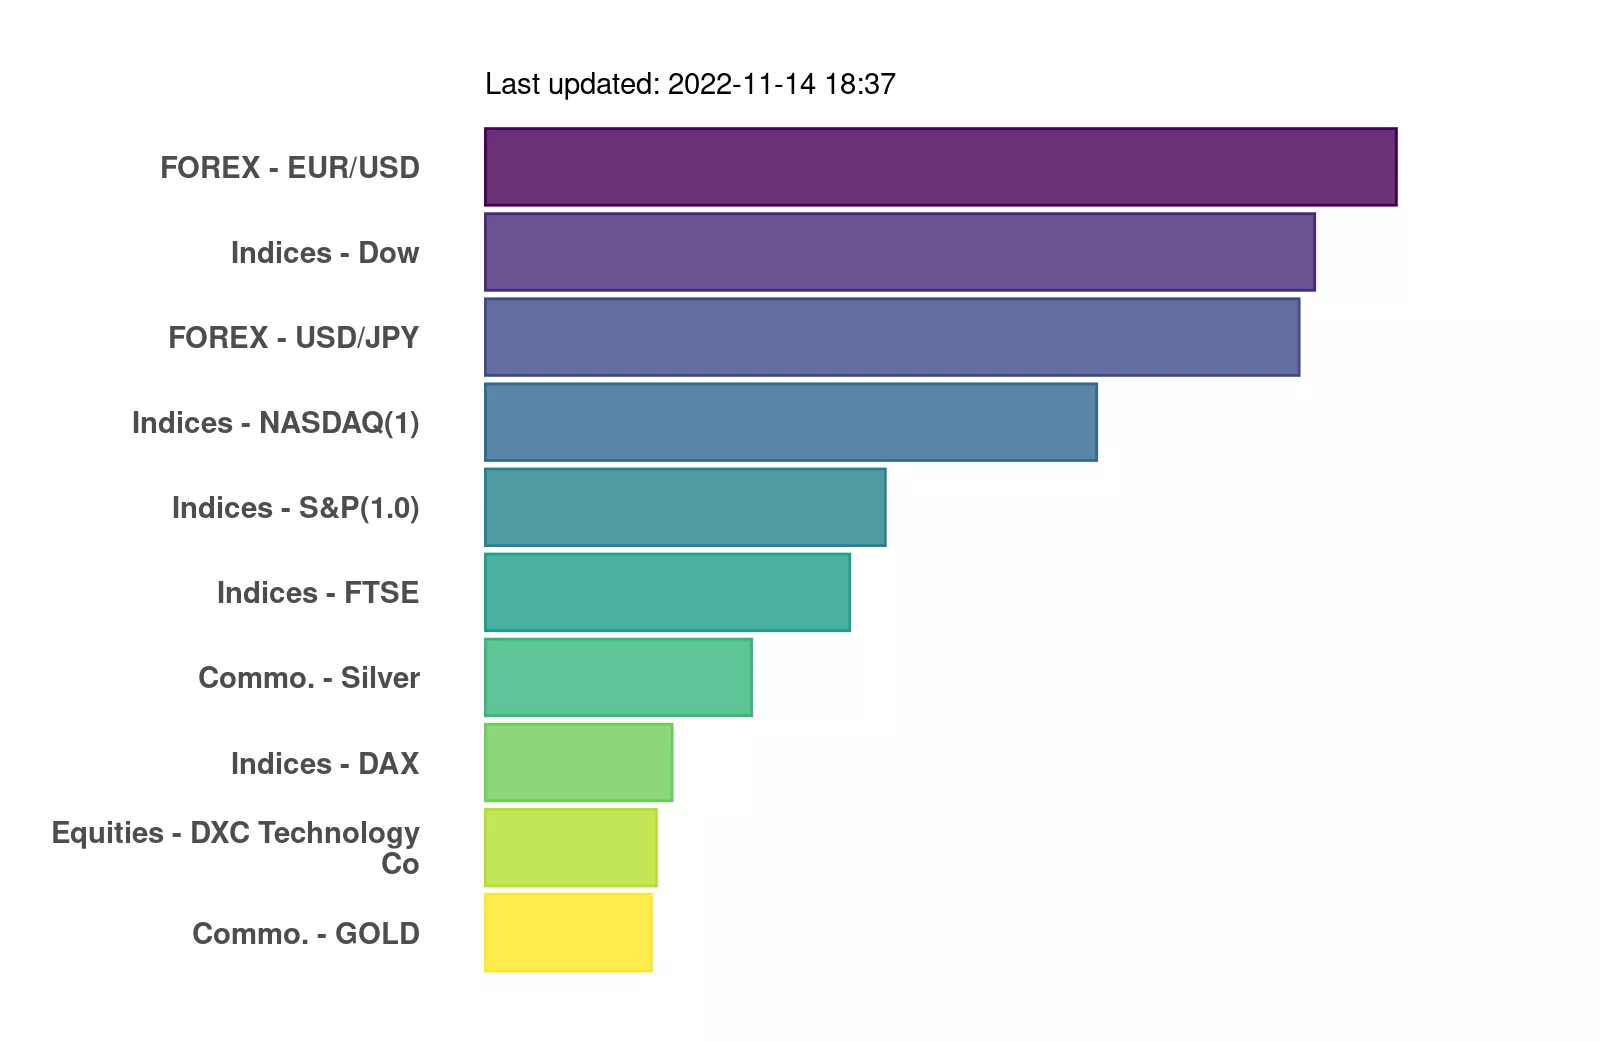 Last updated: 2022-11-14 18:37
FOREX - EUR/USD
Indices - Dow
FOREX - USD/JPY
Indices - NASDAQ(1)
Indices - S&P(1.0)
Indices - FTSE
Commo. - Silver
Indices - DAX
Equities - DXC Technology
Co
Commo. - GOLD